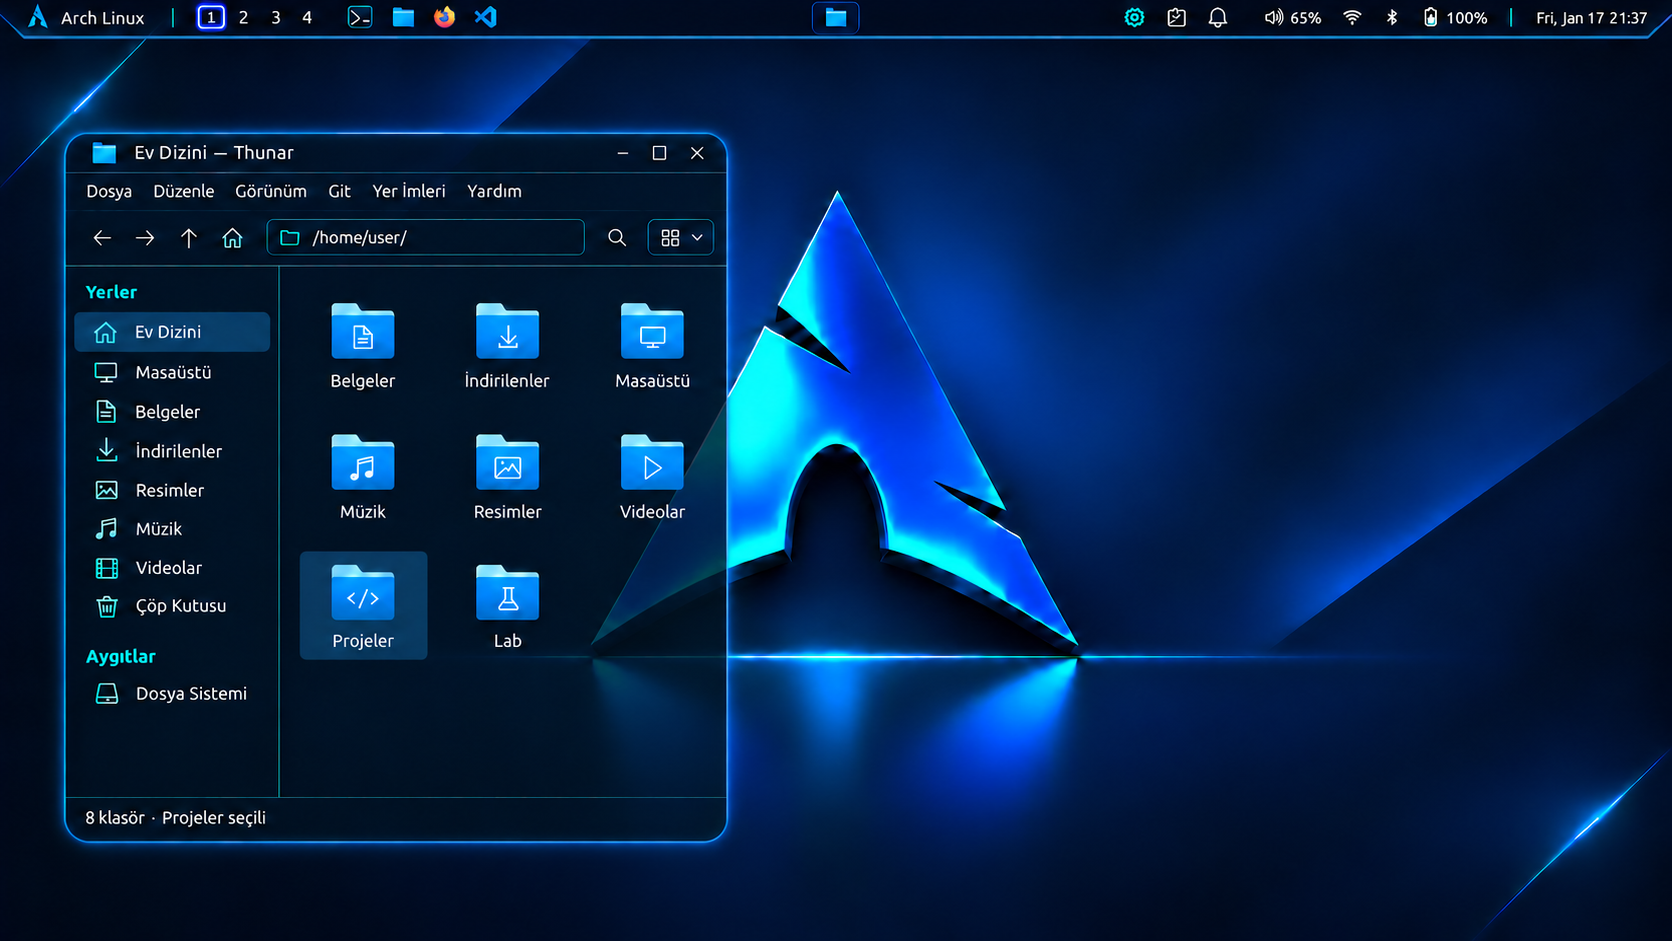 Arch Linux 1 2 3 4 65% 100% Fri, Jan 17 21:37
Ev Dizini — Thunar
Dosya Düzenle Görünüm Git Yer İmleri Yardım
/home/user/
Yerler
Ev Dizini
Masaüstü
Belgeler
İndirilenler
Resimler
Müzik
Videolar
Çöp Kutusu
Aygıtlar
Dosya Sistemi
Belgeler İndirilenler Masaüstü
Müzik Resimler Videolar
Projeler Lab
8 klasör · Projeler seçili